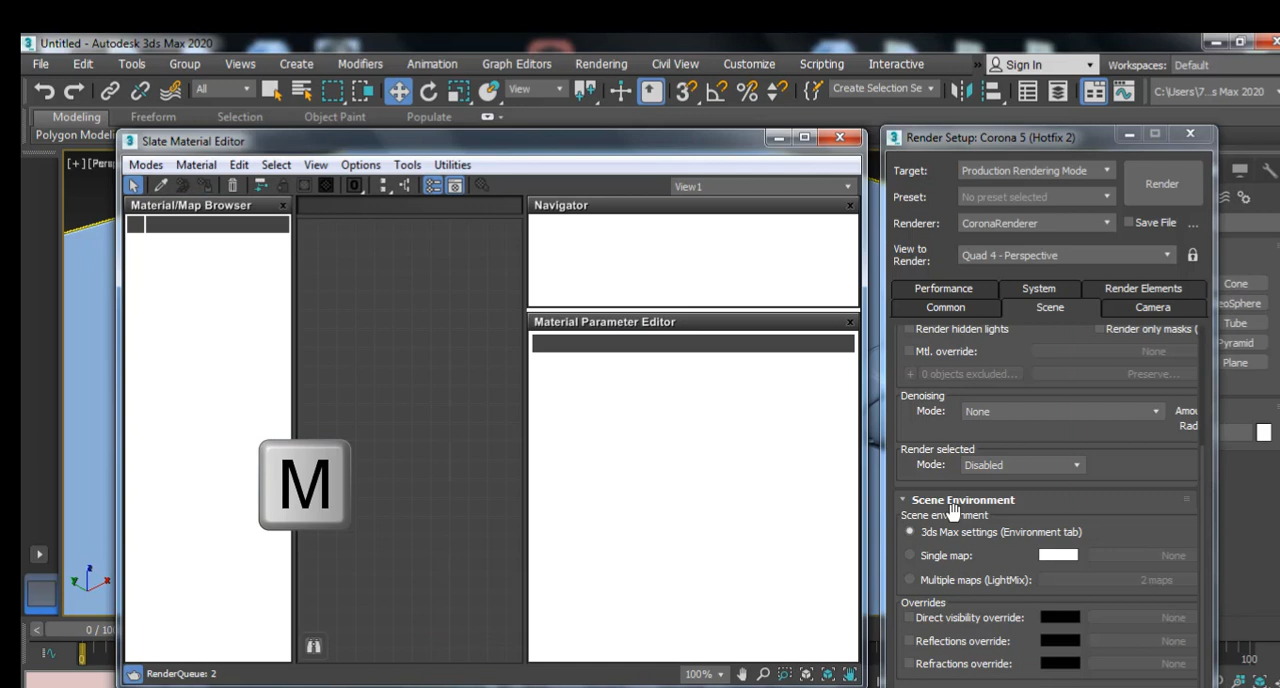 Untitled - Autodesk 3ds Max 2020
File Edit Tools Group Views Create Modifiers Animation Graph Editors Rendering Civil View Customize Scripting Interactive » Sign In Workspaces: Default
All View Create Selection Se C:\Users\7...s Max 2020
Modeling Freeform Selection Object Paint Populate
Polygon Model
[+][Pers
Slate Material Editor
Modes Material Edit Select View Options Tools Utilities
View1
Material/Map Browser
Navigator
Material Parameter Editor
M
RenderQueue: 2
100%
Render Setup: Corona 5 (Hotfix 2)
Target: Production Rendering Mode
Render
Preset: No preset selected
Renderer: CoronaRenderer Save File ...
View to
Render: Quad 4 - Perspective
Performance System Render Elements
Common Scene Camera
Render hidden lights Render only masks (
Mtl. override: None
+ 0 objects excluded... Preserve...
Denoising
Mode: None Amou
Rad
Render selected
Mode: Disabled
Scene Environment
Scene environment
3ds Max settings (Environment tab)
Single map: None
Multiple maps (LightMix): 2 maps
Overrides
Direct visibility override: None
Reflections override: None
Refractions override: None
Cone
eoSphere
Tube
Pyramid
Plane
z
y x
< 0 / 100
0
100